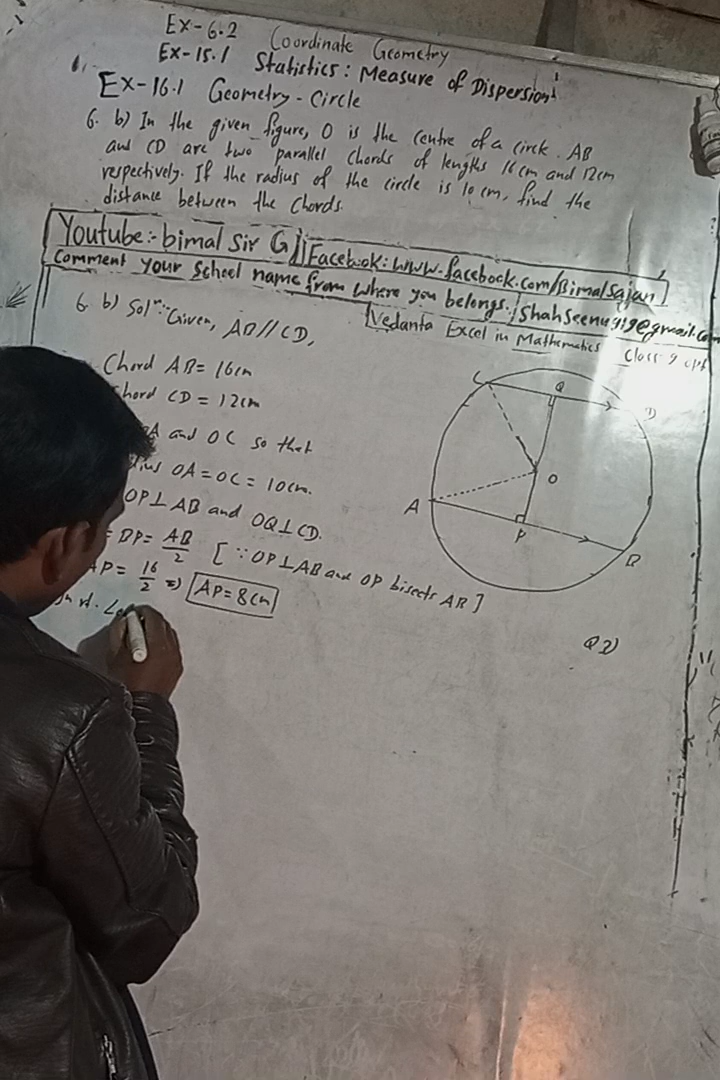 Ex-6.2 Coordinate Geometry
Ex-15.1 Statistics: Measure of Dispersion
Ex-16.1 Geometry-Circle
6. b) In the given figure, O is the centre of a circle. AB
and CD are two parallel chords of lengths 16cm and 12cm
respectively. If the radius of the circle is 10 cm, find the
distance between the chords.
Youtube:- bimal Sir G || Facebook: www.facebook.com/Bimalsajan
Comment your School name from where you belongs.
Vedanta Excel in Mathematics Class 9
6. b) Solⁿ: Given, AB//CD,
Chord AB = 16cm
chord CD = 12cm
and OC so that
OA = OC = 10cm.
OP⊥AB and OQ⊥CD.
= BP = AB/2 [∵ OP⊥AB and OP bisects AB]
AP = 16/2 ⇒ AP = 8cm
C Q D
O
A P B